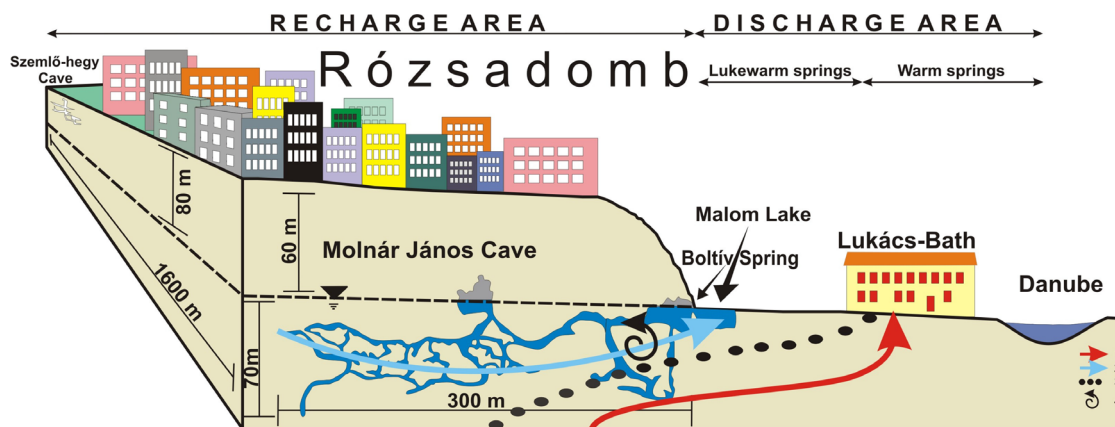 RECHARGE AREA
DISCHARGE AREA
Szemlő-hegy
Cave
Rózsadomb
Lukewarm springs
Warm springs
80 m
60 m
Malom Lake
Molnár János Cave
Boltív Spring
Lukács-Bath
Danube
1600 m
70m
300 m